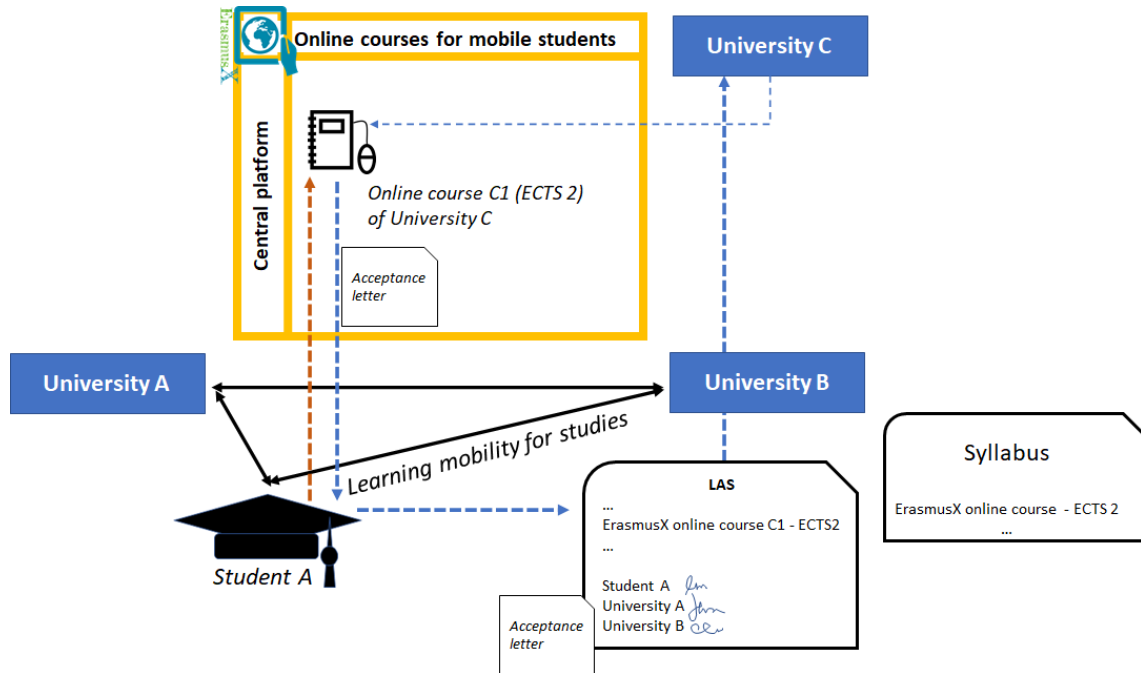 ErasmusX
Online courses for mobile students
University C
Central platform
Online course C1 (ECTS 2)
of University C
Acceptance
letter
University A
University B
Learning mobility for studies
Syllabus
ErasmusX online course - ECTS 2
...
LAS
...
ErasmusX online course C1 - ECTS2
...
Student A
University A
University B
Student A
Acceptance
letter